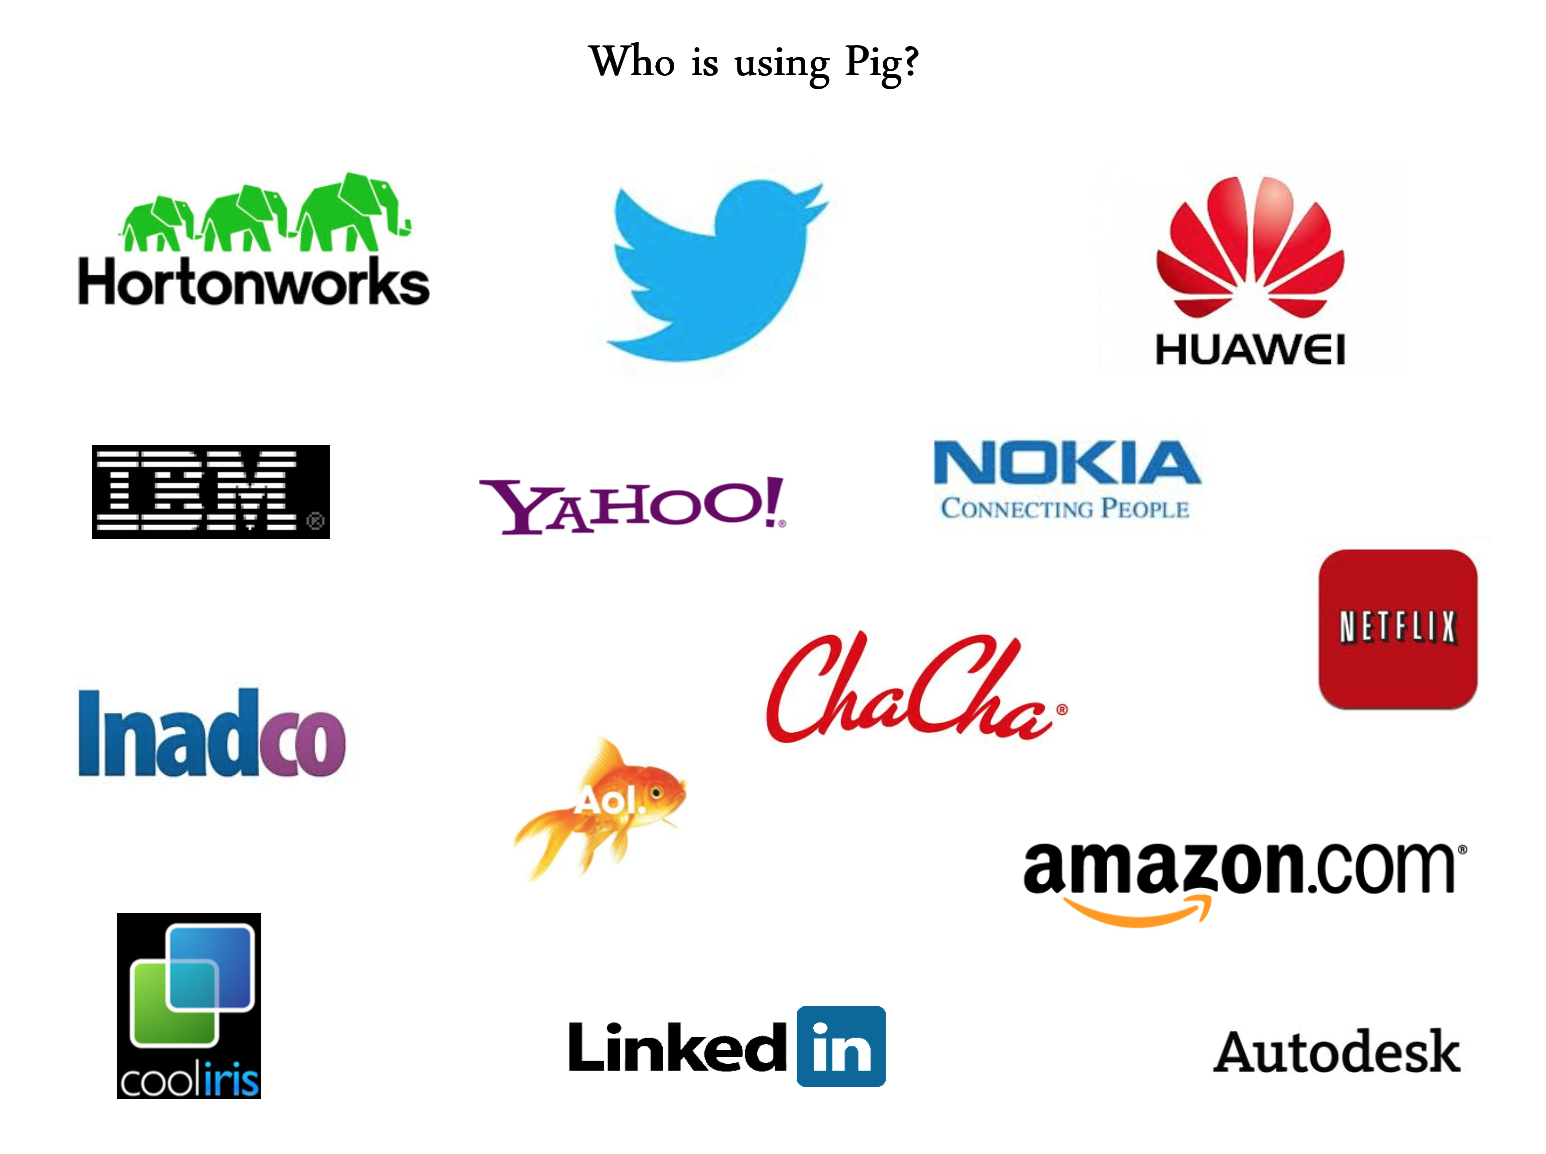 Who is using Pig?
Hortonworks
HUAWEI
IBM®
YAHOO!®
NOKIA
CONNECTING PEOPLE
NETFLIX
ChaCha®
Inadco
Aol.
amazon.com®
cooliris
Linked in
Autodesk